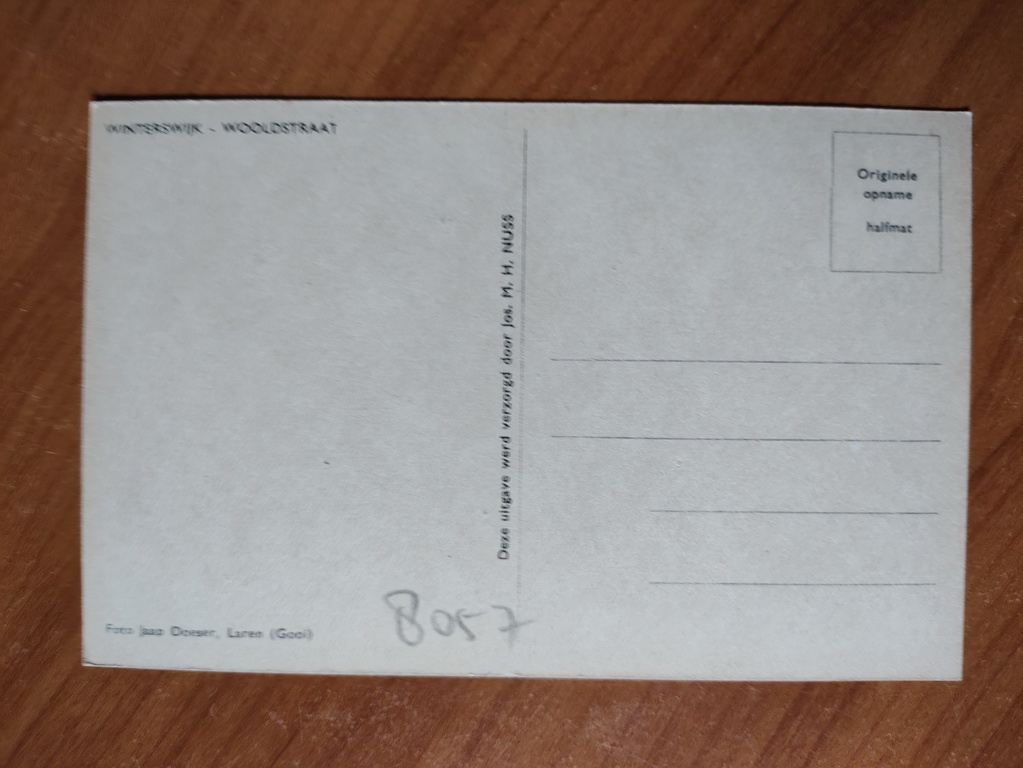 WINTERSWIJK - WOOLDSTRAAT
Deze uitgave werd verzorgd door Jos. M. H. NUSS
Originele
opname
halfmat
Foto Jaap Doeser, Laren (Gooi)
8057